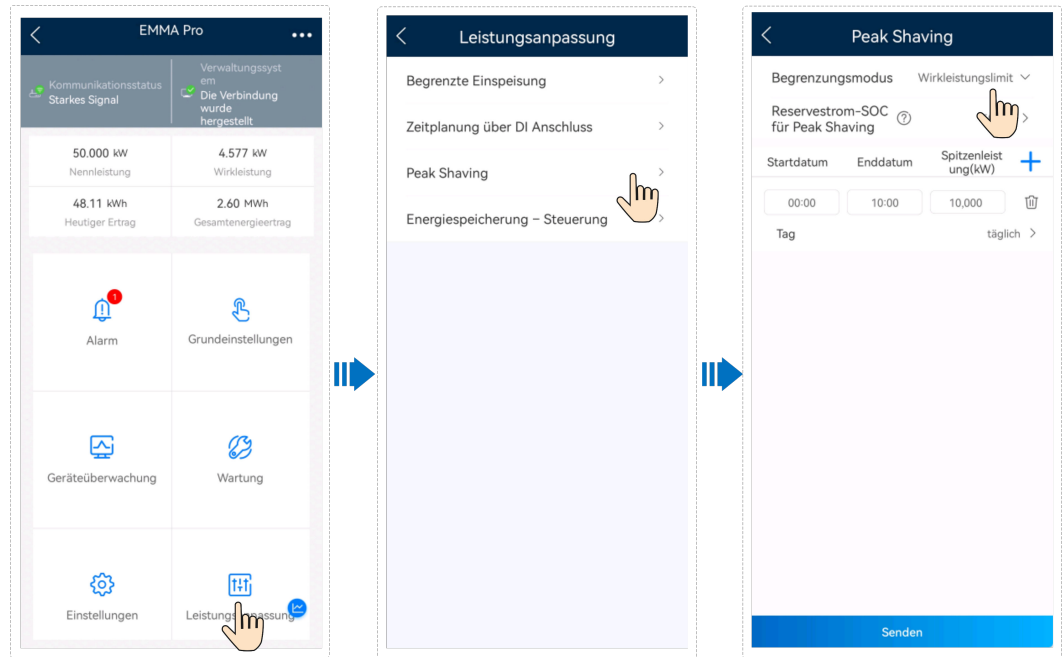 EMMA Pro
Kommunikationsstatus
Starkes Signal
Verwaltungssyst
em
Die Verbindung
wurde
hergestellt
50.000 kW
Nennleistung
4.577 kW
Wirkleistung
48.11 kWh
Heutiger Ertrag
2.60 MWh
Gesamtenergieertrag
1
Alarm
Grundeinstellungen
Geräteüberwachung
Wartung
Einstellungen
Leistungsanpassung
Leistungsanpassung
Begrenzte Einspeisung
Zeitplanung über DI Anschluss
Peak Shaving
Energiespeicherung – Steuerung
Peak Shaving
Begrenzungsmodus Wirkleistungslimit
Reservestrom-SOC
für Peak Shaving ?
Startdatum Enddatum Spitzenleist
ung(kW)
00:00 10:00 10,000
Tag täglich
Senden